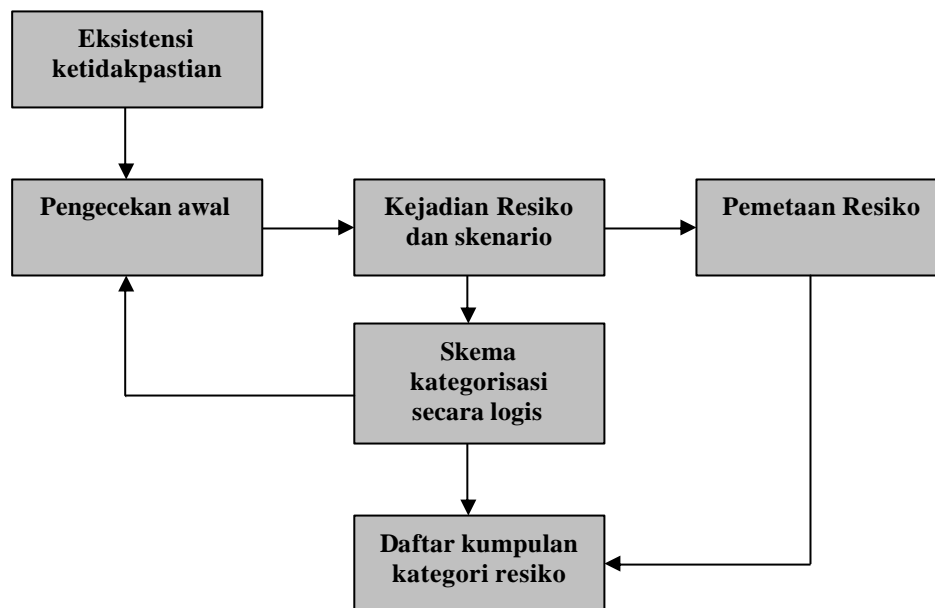 Eksistensi
ketidakpastian
Pengecekan awal
Kejadian Resiko
dan skenario
Pemetaan Resiko
Skema
kategorisasi
secara logis
Daftar kumpulan
kategori resiko